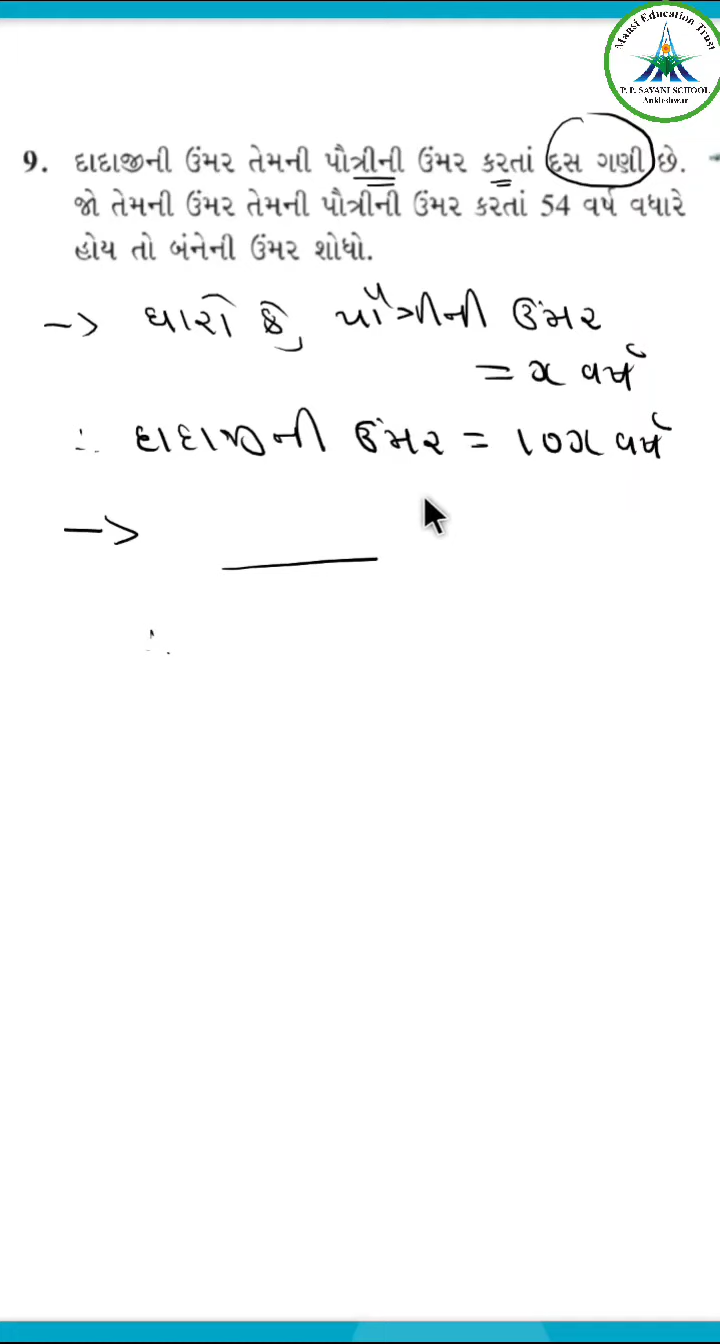 Mansi Education Trust
P. P. SAVANI SCHOOL
Ankleshwar
9. દાદાજીની ઉંમર તેમની પૌત્રીની ઉંમર કરતાં દસ ગણી છે.
જો તેમની ઉંમર તેમની પૌત્રીની ઉંમર કરતાં 54 વર્ષ વધારે
હોય તો બંનેની ઉંમર શોધો.
-> ધારો કે, પૌત્રીની ઉંમર
= x વર્ષ
∴ દાદાજીની ઉંમર = 10x વર્ષ
->
∴